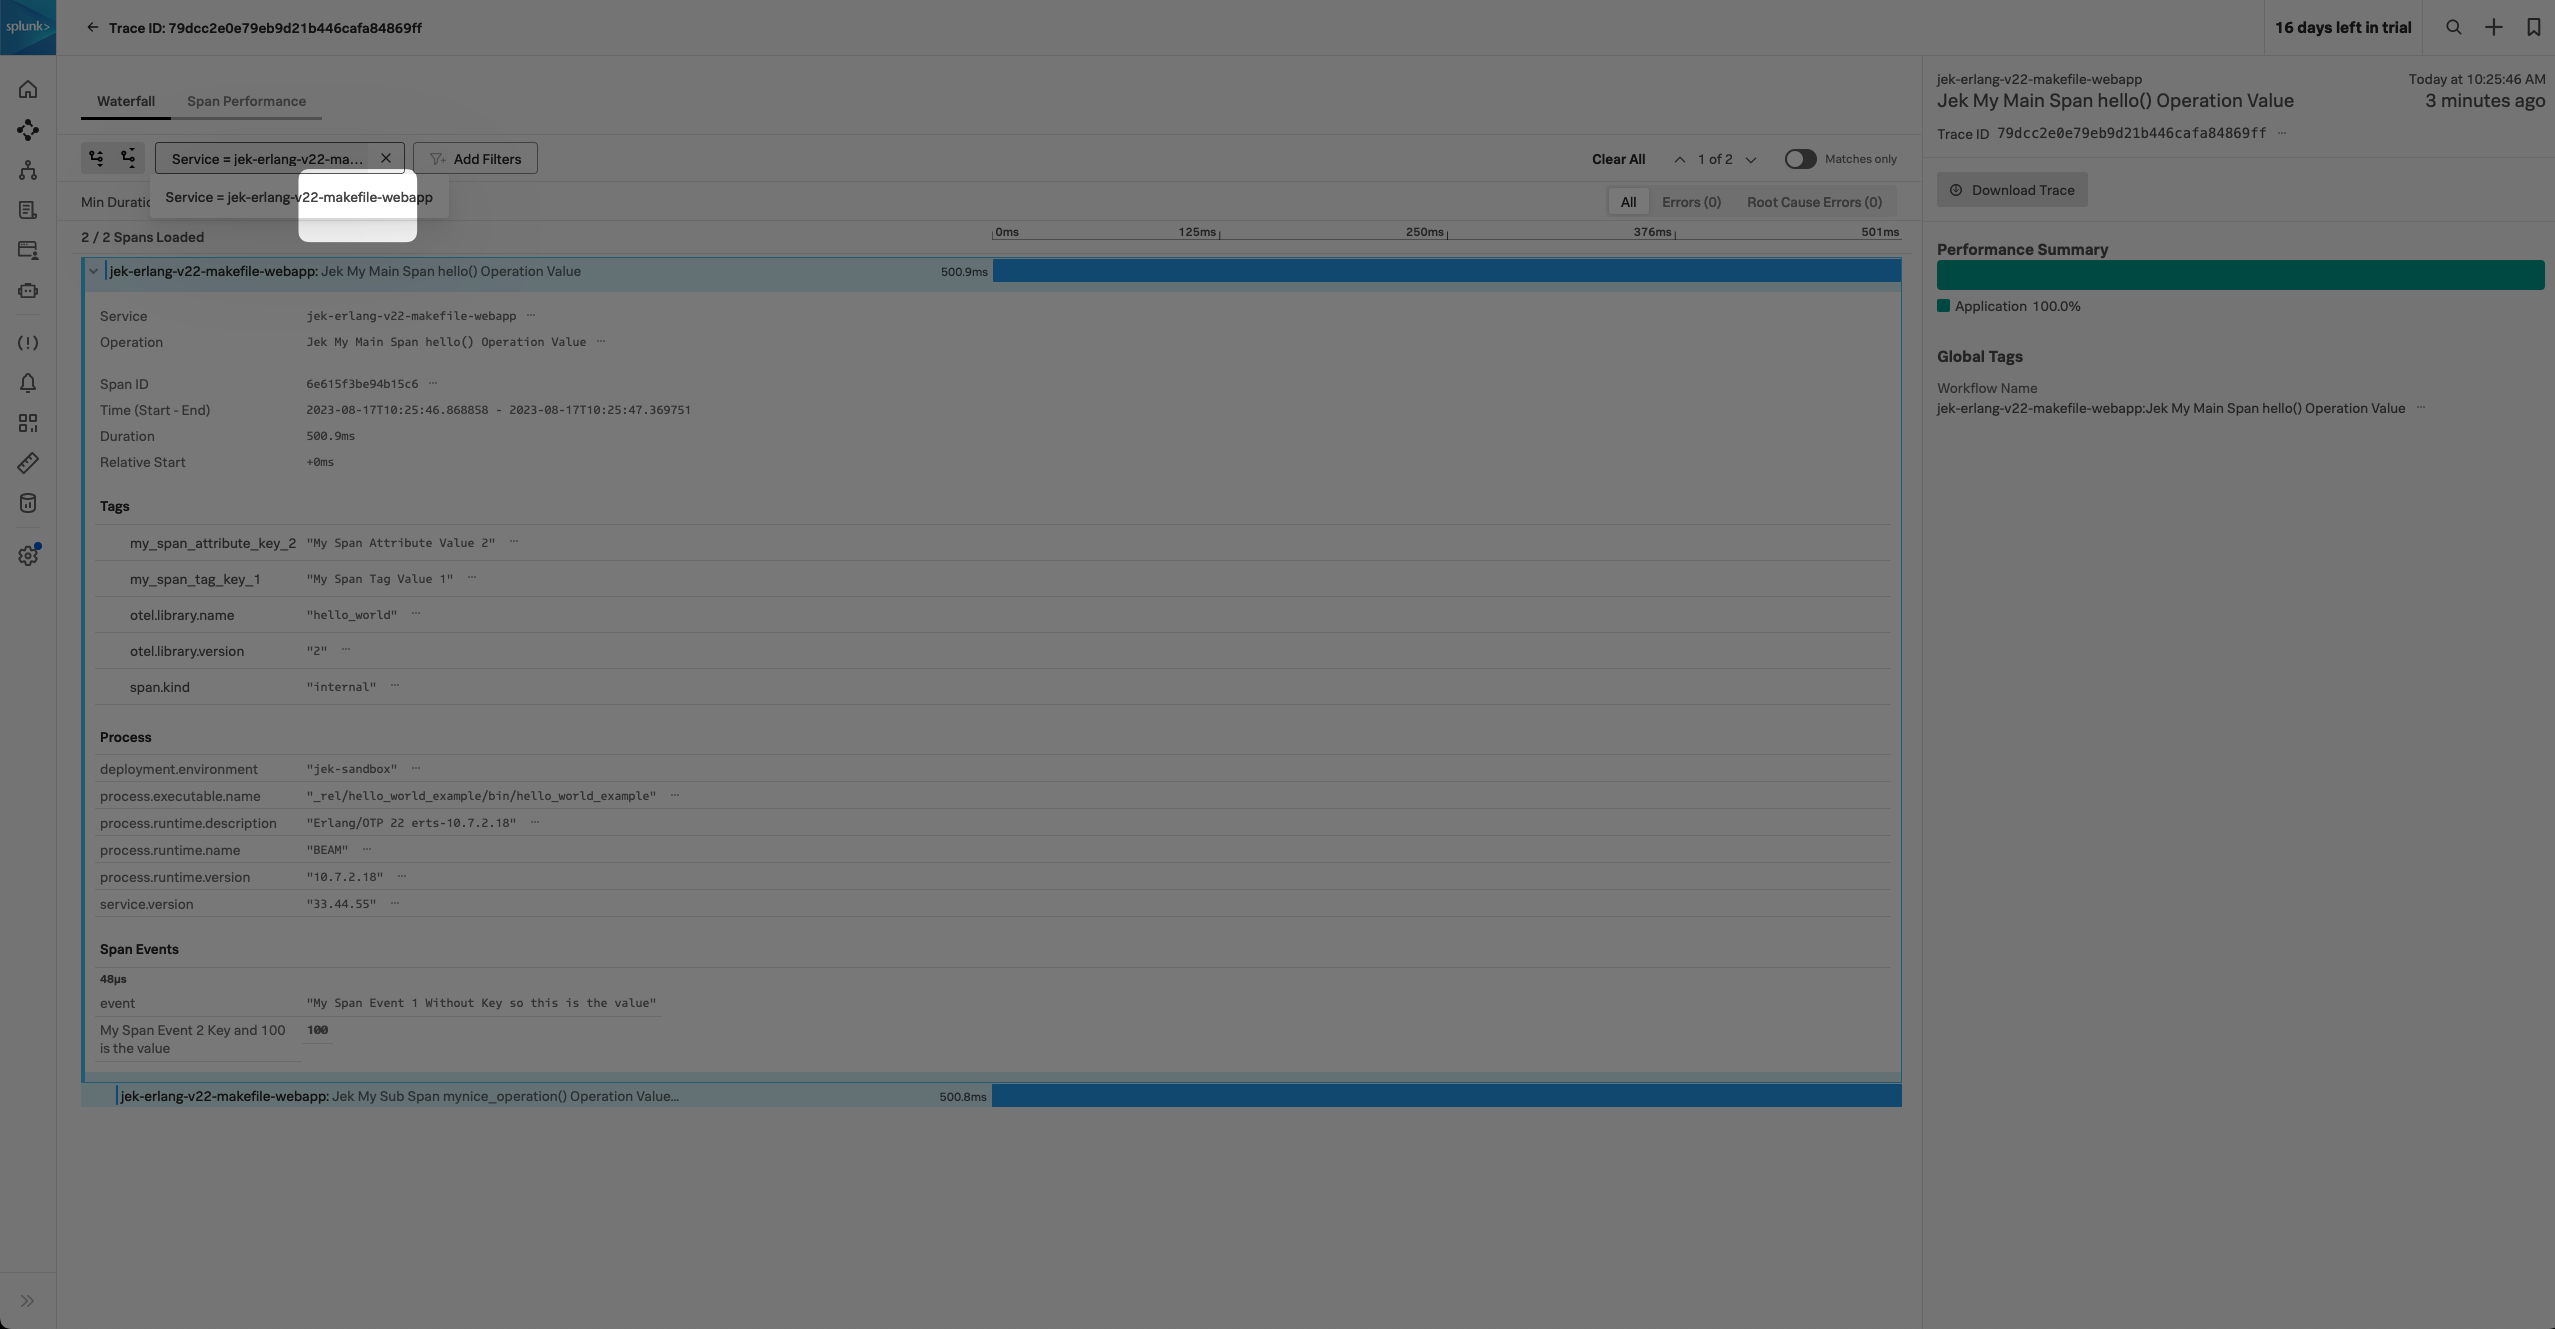 splunk>
Trace ID: 79dcc2e0e79eb9d21b446cafa84869ff
16 days left in trial
Waterfall
Span Performance
Service = jek-erlang-v22-ma...
Add Filters
Clear All
1 of 2
Matches only
Service = jek-erlang-v22-makefile-webapp
Min Duratio
All
Errors (0)
Root Cause Errors (0)
2 / 2 Spans Loaded
0ms
125ms
250ms
376ms
501ms
jek-erlang-v22-makefile-webapp: Jek My Main Span hello() Operation Value
500.9ms
Service jek-erlang-v22-makefile-webapp ...
Operation Jek My Main Span hello() Operation Value ...
Span ID 6e615f3be94b15c6 ...
Time (Start - End) 2023-08-17T10:25:46.868858 - 2023-08-17T10:25:47.369751
Duration 500.9ms
Relative Start +0ms
Tags
my_span_attribute_key_2 "My Span Attribute Value 2" ...
my_span_tag_key_1 "My Span Tag Value 1" ...
otel.library.name "hello_world" ...
otel.library.version "2" ...
span.kind "internal" ...
Process
deployment.environment "jek-sandbox" ...
process.executable.name "_rel/hello_world_example/bin/hello_world_example" ...
process.runtime.description "Erlang/OTP 22 erts-10.7.2.18" ...
process.runtime.name "BEAM" ...
process.runtime.version "10.7.2.18" ...
service.version "33.44.55" ...
Span Events
48μs
event "My Span Event 1 Without Key so this is the value"
My Span Event 2 Key and 100 100
is the value
jek-erlang-v22-makefile-webapp: Jek My Sub Span mynice_operation() Operation Value...
500.8ms
jek-erlang-v22-makefile-webapp
Today at 10:25:46 AM
Jek My Main Span hello() Operation Value
3 minutes ago
Trace ID 79dcc2e0e79eb9d21b446cafa84869ff ...
Download Trace
Performance Summary
Application 100.0%
Global Tags
Workflow Name
jek-erlang-v22-makefile-webapp:Jek My Main Span hello() Operation Value ...